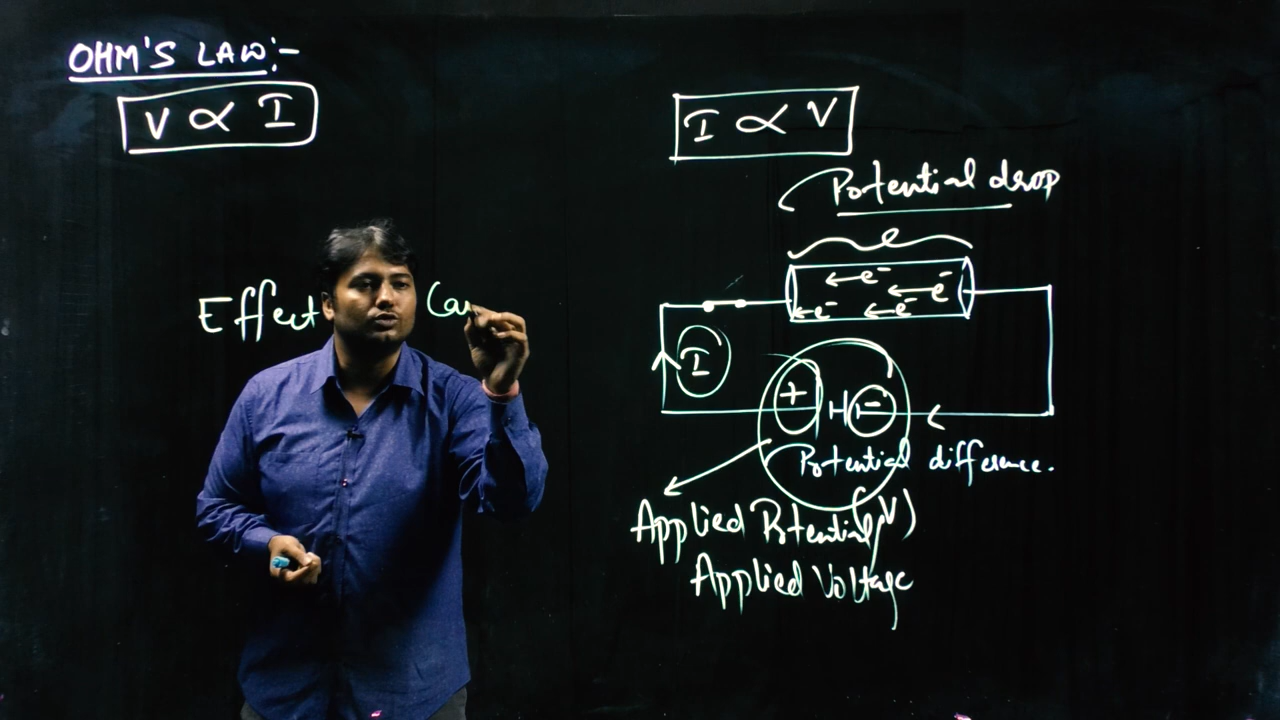 OHM'S LAW:-
V ∝ I
Effect
I ∝ V
Potential drop
e⁻
e⁻
e⁻
e⁻
I
+
-
Potential difference.
Applied Potential (V)
Applied Voltage